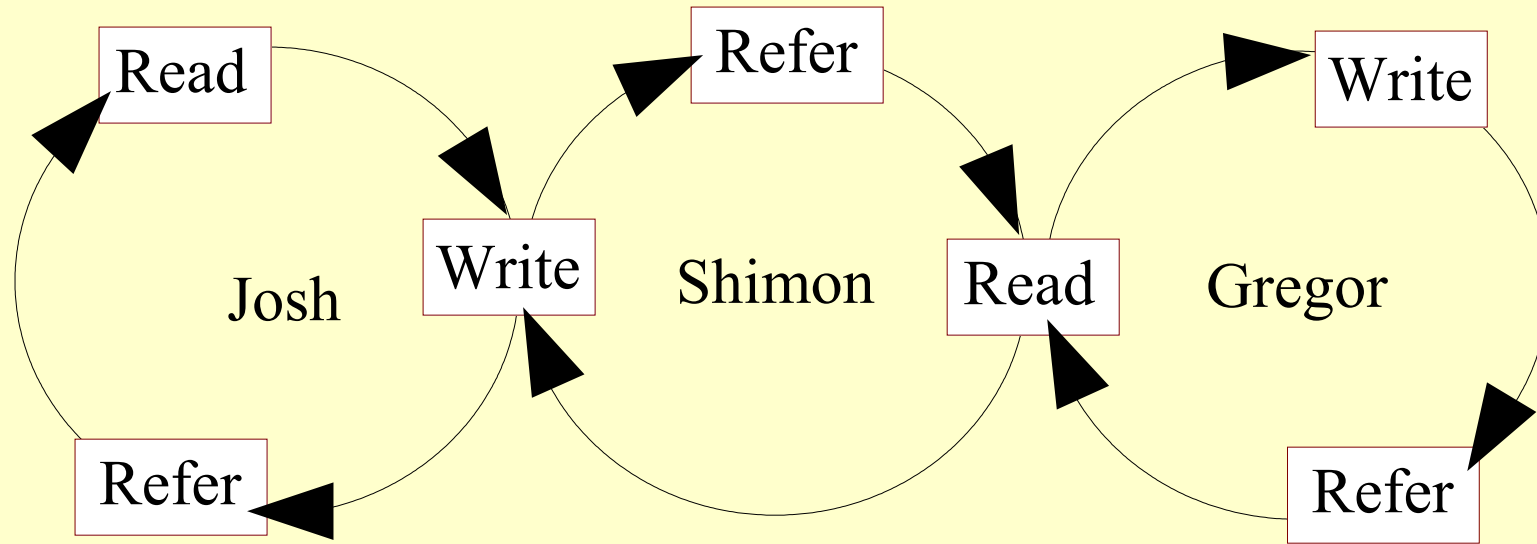 Read
Refer
Write
Write
Josh
Shimon
Read
Gregor
Refer
Refer